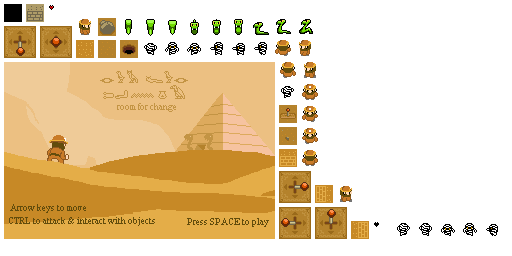 room for change
Arrow keys to move
CTRL to attack & interact with objects
Press SPACE to play